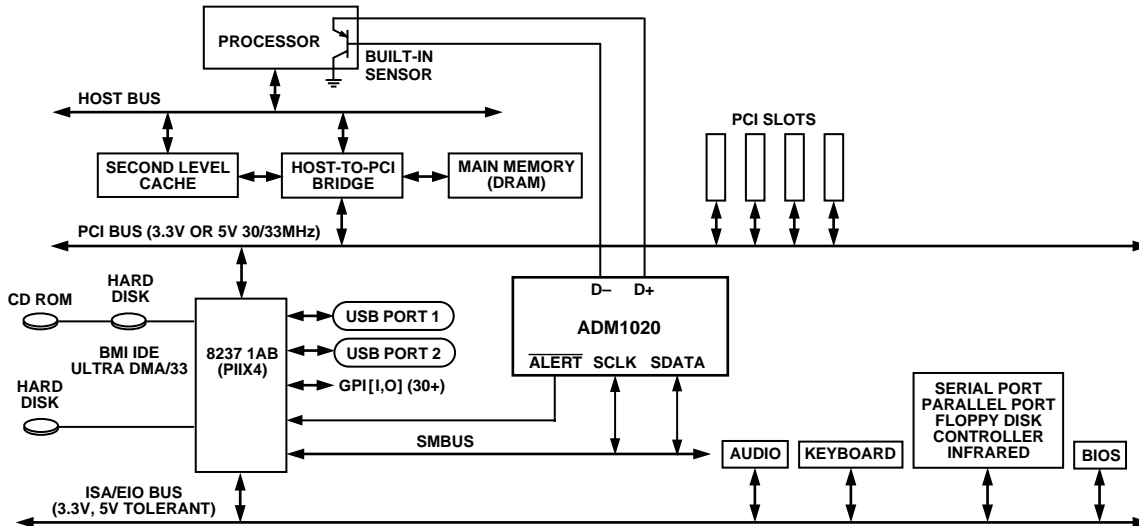 PROCESSOR
BUILT-IN
SENSOR
HOST BUS
PCI SLOTS
SECOND LEVEL
CACHE
HOST-TO-PCI
BRIDGE
MAIN MEMORY
(DRAM)
PCI BUS (3.3V OR 5V 30/33MHz)
HARD
DISK
CD ROM
D– D+
ADM1020
ALERT SCLK SDATA
USB PORT 1
USB PORT 2
8237 1AB
(PIIX4)
BMI IDE
ULTRA DMA/33
GPI[I,O] (30+)
HARD
DISK
SMBUS
SERIAL PORT
PARALLEL PORT
FLOPPY DISK
CONTROLLER
INFRARED
AUDIO
KEYBOARD
BIOS
ISA/EIO BUS
(3.3V, 5V TOLERANT)